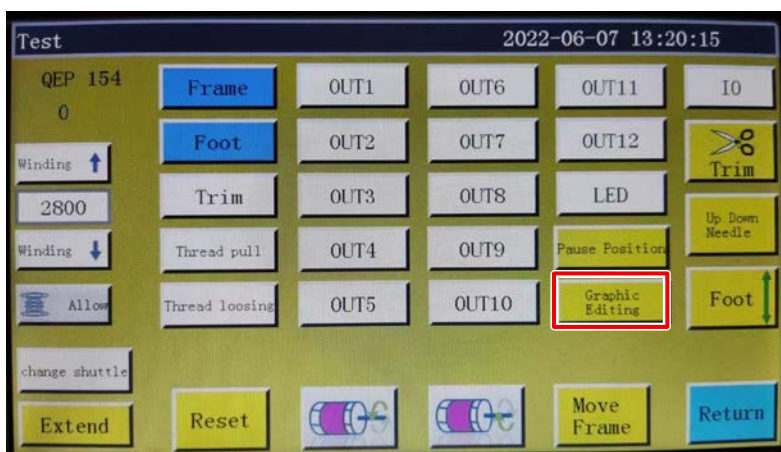 Test
2022-06-07 13:20:15
QEP 154
0
Winding
2800
Winding
Allow
change shuttle
Extend
Frame
Foot
Trim
Thread pull
Thread loosing
Reset
OUT1
OUT2
OUT3
OUT4
OUT5
OUT6
OUT7
OUT8
OUT9
OUT10
OUT11
OUT12
LED
Pause Position
Graphic
Editing
Move
Frame
IO
Trim
Up Down
Needle
Foot
Return